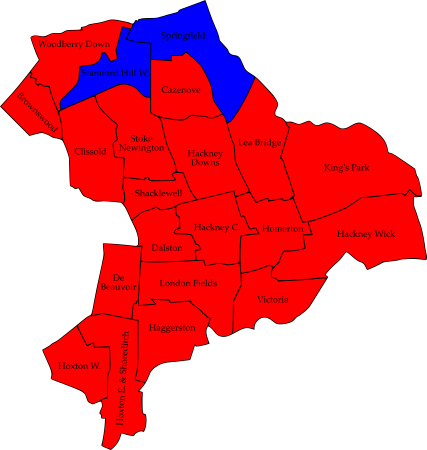 Springfield
Woodberry Down
Stamford Hill W.
Cazenove
Brownswood
Stoke
Newington
Lea Bridge
Clissold
Hackney
Downs
King's Park
Shacklewell
Hackney C.
Homerton
Hackney Wick
Dalston
De
Beauvoir
London Fields
Victoria
Haggerston
Hoxton W.
Hoxton E. & Shoreditch